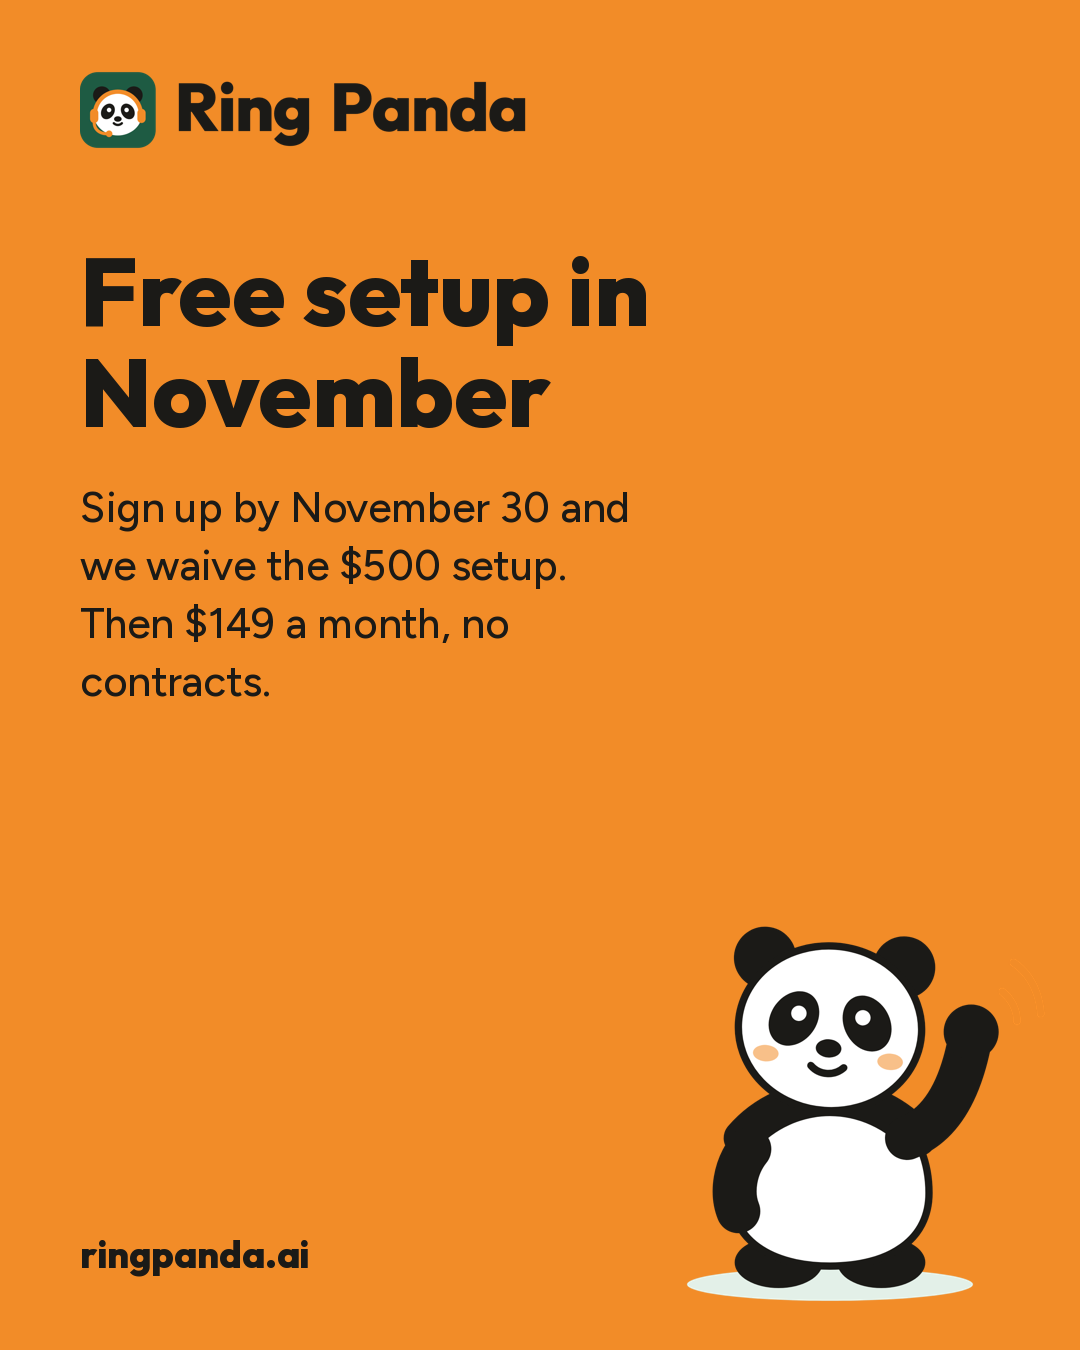 Ring Panda
Free setup in
November
Sign up by November 30 and
we waive the $500 setup.
Then $149 a month, no
contracts.
ringpanda.ai